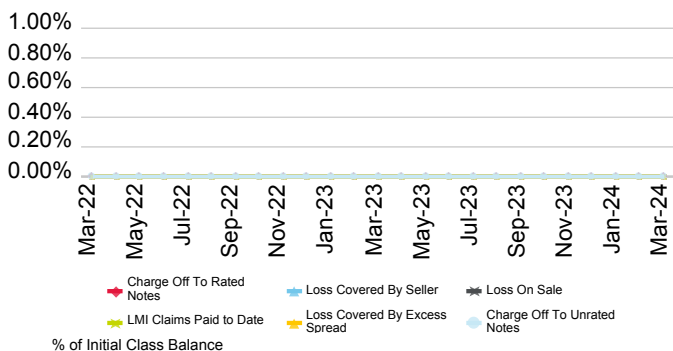 1.00%
0.80%
0.60%
0.40%
0.20%
0.00%
Mar-22
May-22
Jul-22
Sep-22
Nov-22
Jan-23
Mar-23
May-23
Jul-23
Sep-23
Nov-23
Jan-24
Mar-24
Charge Off To Rated
Notes
Loss Covered By Seller
Loss On Sale
LMI Claims Paid to Date
Loss Covered By Excess
Spread
Charge Off To Unrated
Notes
% of Initial Class Balance